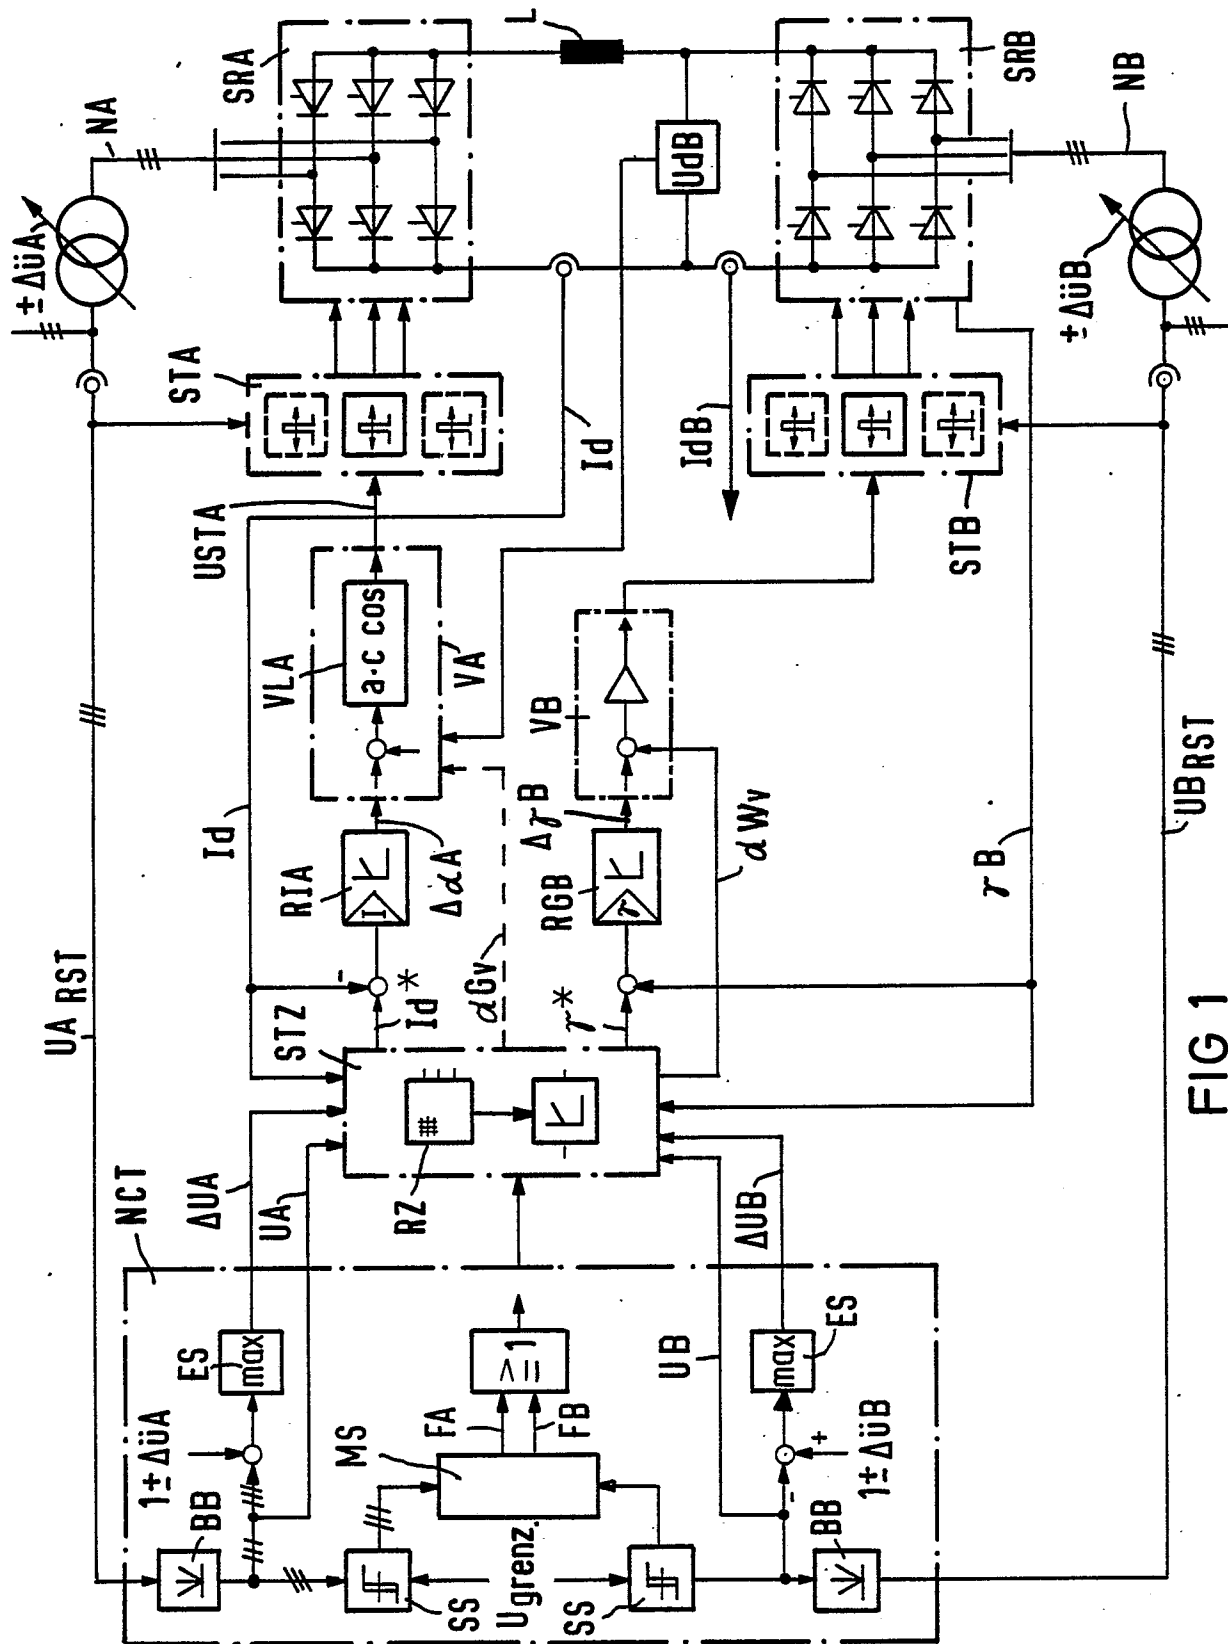 L
SRA
SRB
NA
NB
±ΔüA
±ΔüB
UdB
STA
STB
Id
IdB
USTA
VLA
a·c cos
VA
VB
Id
RIA
I
ΔαA
ΔγB
RGB
γ
αWv
γB
UBRST
UARST
STZ
Id*
αGv
γ*
RZ
NCT
ΔUA
UA
ΔUB
UB
ES
max
max
ES
1±ΔüA
BB
≥1
FA
FB
MS
Ugrenz.
SS
SS
-
-
+
1±ΔüB
BB
FIG 1